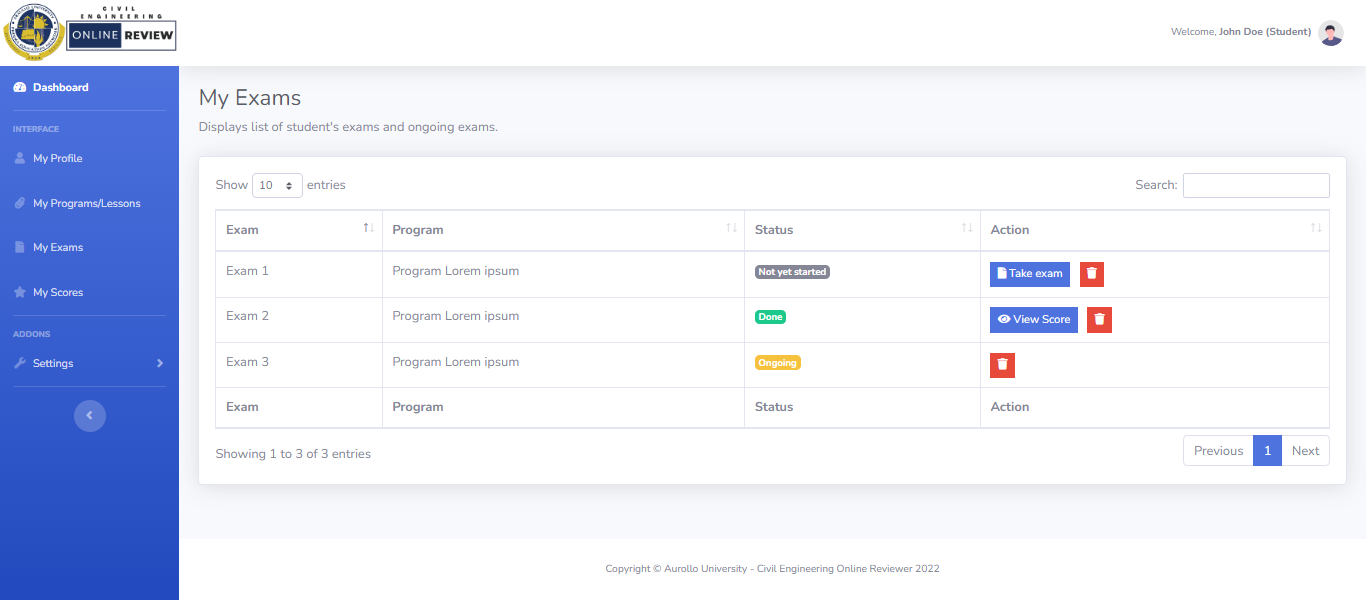 CIVIL
ENGINEERING
ONLINE REVIEW
Welcome, John Doe (Student)
Dashboard
INTERFACE
My Profile
My Programs/Lessons
My Exams
My Scores
ADDONS
Settings
My Exams
Displays list of student's exams and ongoing exams.
Show 10 entries
Search:
Exam Program Status Action
Exam 1 Program Lorem ipsum Not yet started Take exam
Exam 2 Program Lorem ipsum Done View Score
Exam 3 Program Lorem ipsum Ongoing
Exam Program Status Action
Showing 1 to 3 of 3 entries
Previous 1 Next
Copyright © Aurollo University - Civil Engineering Online Reviewer 2022